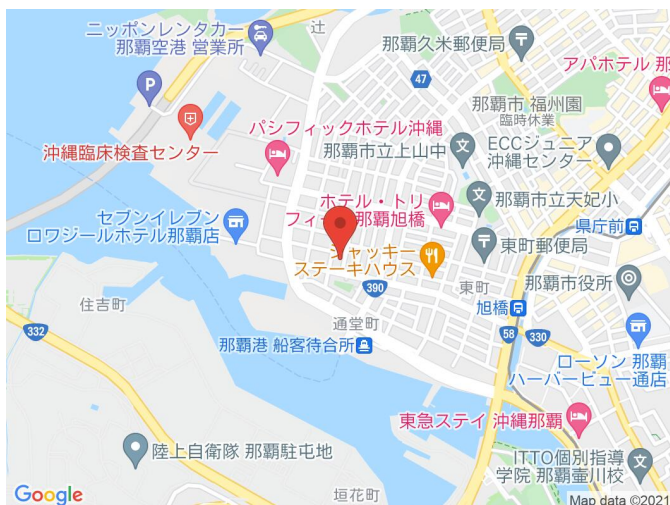 ニッポンレンタカー
那覇空港 営業所
辻
那覇久米郵便局
47
アパホテル 那
那覇市 福州園
臨時休業
P
沖縄臨床検査センター
パシフィックホテル沖縄
那覇市立上山中
ECCジュニア
沖縄センター
ホテル・トリ
フィート那覇旭橋
那覇市立天妃小
セブンイレブン
ロワジールホテル那覇店
県庁前
ジャッキー
ステーキハウス
東町郵便局
390
東町
那覇市役所
住吉町
旭橋
通堂町
332
那覇港 船客待合所
58
330
ローソン 那覇
ハーバービュー通店
東急ステイ 沖縄那覇
陸上自衛隊 那覇駐屯地
ITTO個別指導
学院 那覇壷川校
垣花町
Google
Map data ©2021